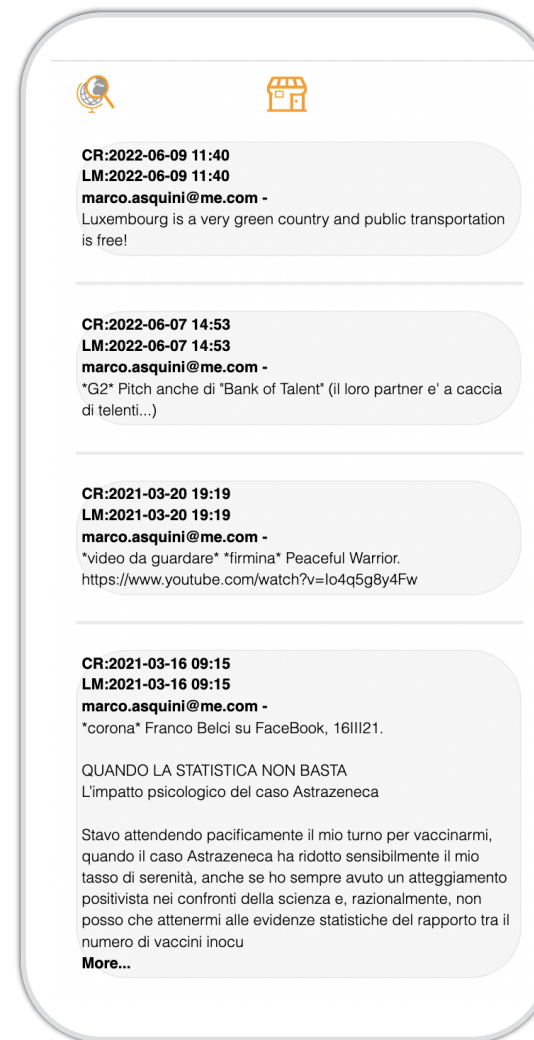 CR:2022-06-09 11:40
LM:2022-06-09 11:40
marco.asquini@me.com -
Luxembourg is a very green country and public transportation
is free!
CR:2022-06-07 14:53
LM:2022-06-07 14:53
marco.asquini@me.com -
*G2* Pitch anche di "Bank of Talent" (il loro partner e' a caccia
di telenti...)
CR:2021-03-20 19:19
LM:2021-03-20 19:19
marco.asquini@me.com -
*video da guardare* *firmina* Peaceful Warrior.
https://www.youtube.com/watch?v=Io4q5g8y4Fw
CR:2021-03-16 09:15
LM:2021-03-16 09:15
marco.asquini@me.com -
*corona* Franco Belci su FaceBook, 16III21.
QUANDO LA STATISTICA NON BASTA
L'impatto psicologico del caso Astrazeneca
Stavo attendendo pacificamente il mio turno per vaccinarmi,
quando il caso Astrazeneca ha ridotto sensibilmente il mio
tasso di serenità, anche se ho sempre avuto un atteggiamento
positivista nei confronti della scienza e, razionalmente, non
posso che attenermi alle evidenze statistiche del rapporto tra il
numero di vaccini inocu
More...